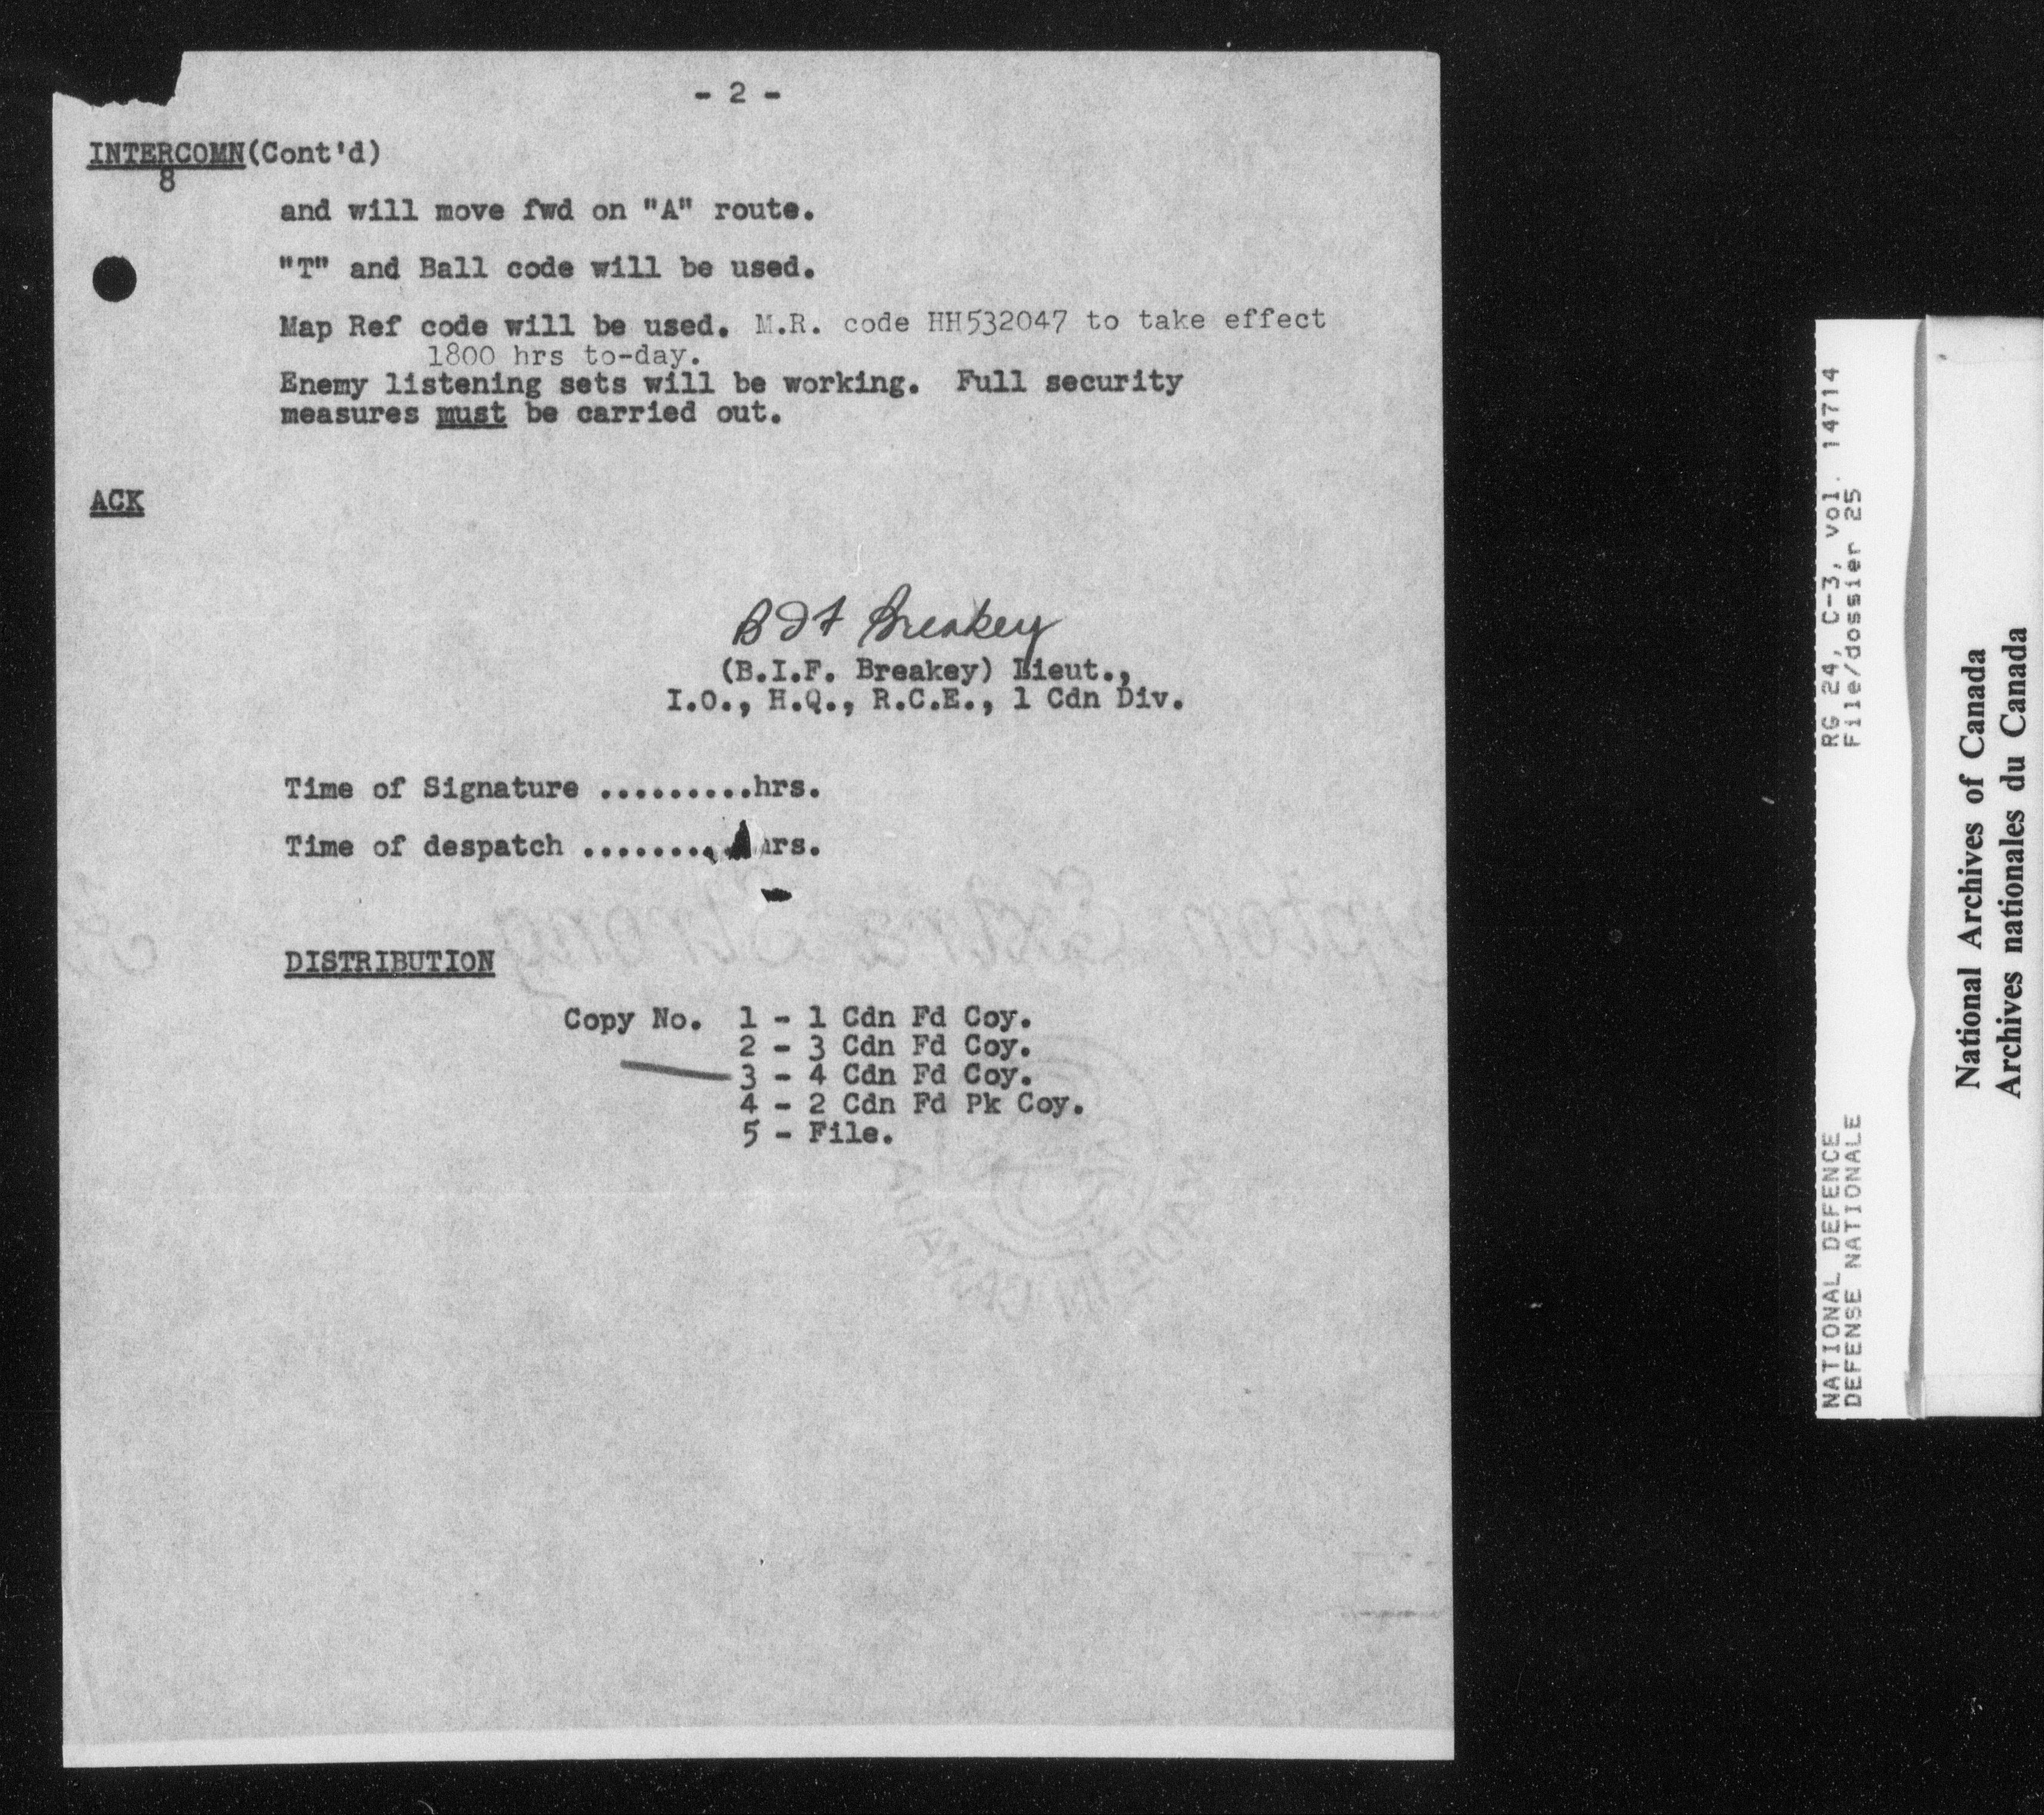 - 2 -
INTERCOMN(Cont'd)
8
and will move fwd on "A" route.
"T" and Ball code will be used.
Map Ref code will be used. M.R. code HH532047 to take effect
1800 hrs to-day.
Enemy listening sets will be working. Full security
measures must be carried out.
ACK
B I F Breakey
(B.I.F. Breakey) Lieut.,
I.O., H.Q., R.C.E., 1 Cdn Div.
Time of Signature .........hrs.
Time of despatch .........hrs.
DISTRIBUTION
Copy No. 1 - 1 Cdn Fd Coy.
2 - 3 Cdn Fd Coy.
3 - 4 Cdn Fd Coy.
4 - 2 Cdn Fd Pk Coy.
5 - File.
Extra Strong
MADE IN CANADA
NATIONAL DEFENCE RG 24, C-3, vol. 14714
DEFENSE NATIONALE File/dossier 25
National Archives of Canada
Archives nationales du Canada